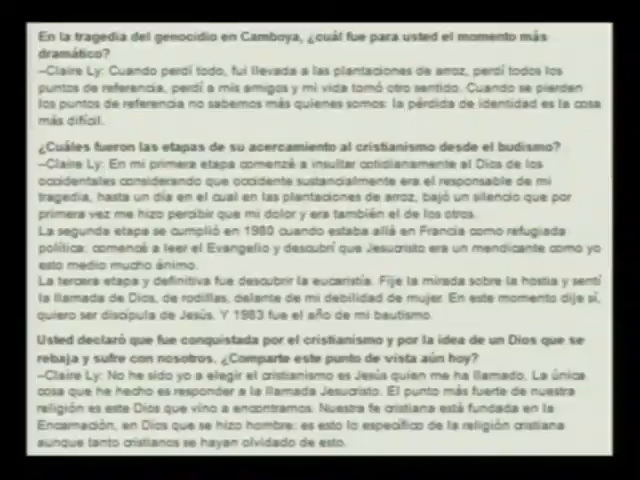 En la tragedia del genocidio en Camboya, ¿cuál fue para usted el momento más
dramático?
–Claire Ly: Cuando perdí todo, fui llevada a las plantaciones de arroz, perdí todos los
puntos de referencia, perdí a mis amigos y mi vida tomó otro sentido. Cuando se pierden
los puntos de referencia no sabemos más quienes somos: la pérdida de identidad es la cosa
más difícil.
¿Cuáles fueron las etapas de su acercamiento al cristianismo desde el budismo?
–Claire Ly: En mi primera etapa comenzé a insultar cotidianamente al Dios de los
occidentales considerando que occidente sustancialmente era el responsable de mi
tragedia, hasta un día en el cual en las plantaciones de arroz, bajó un silencio que por
primera vez me hizo percibir que mi dolor y era también el de los otros.
La segunda etapa se cumplió en 1980 cuando estaba allá en Francia como refugiada
política: comencé a leer el Evangelio y descubrí que Jesucristo era un mendicante como yo
esto medio mucho ánimo.
La tercera etapa y definitiva fue descubrir la eucaristía. Fije la mirada sobre la hostia y sentí
la llamada de Dios, de rodillas, delante de mi debilidad de mujer. En este momento dije sí,
quiero ser discípula de Jesús. Y 1983 fue el año de mi bautismo.
Usted declaró que fue conquistada por el cristianismo y por la idea de un Dios que se
rebaja y sufre con nosotros. ¿Comparte este punto de vista aún hoy?
–Claire Ly: No he sido yo a elegir el cristianismo es Jesús quien me ha llamado. La única
cosa que he hecho es responder a la llamada Jesucristo. El punto más fuerte de nuestra
religión es este Dios que vino a encontrarnos. Nuestra fe cristiana está fundada en la
Encarnación, en Dios que se hizo hombre: es esto lo específico de la religión cristiana
aunque tanto cristianos se hayan olvidado de esto.